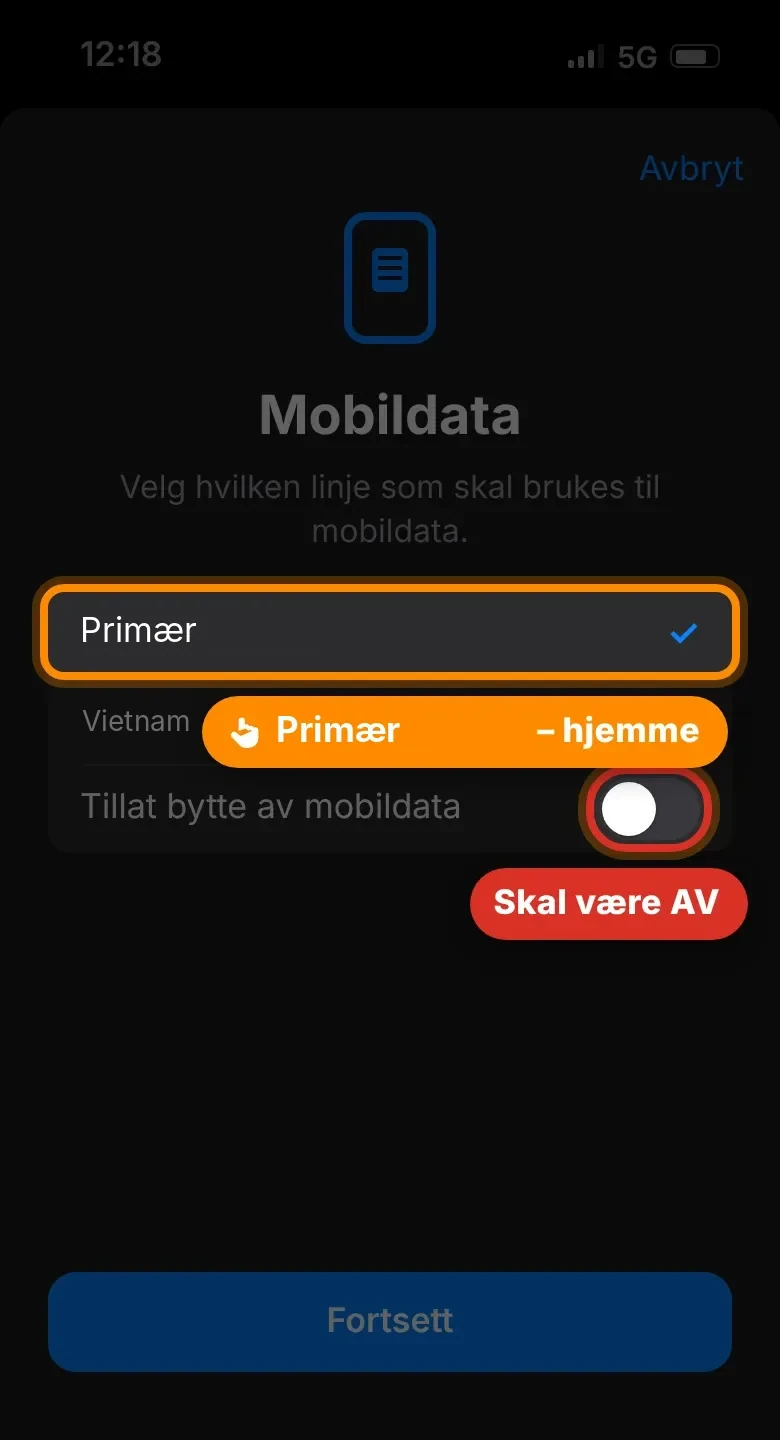 12:18
5G
Avbryt
Mobildata
Velg hvilken linje som skal brukes til
mobildata.
Primær
Vietnam
Primær – hjemme
Tillat bytte av mobildata
Skal være AV
Fortsett